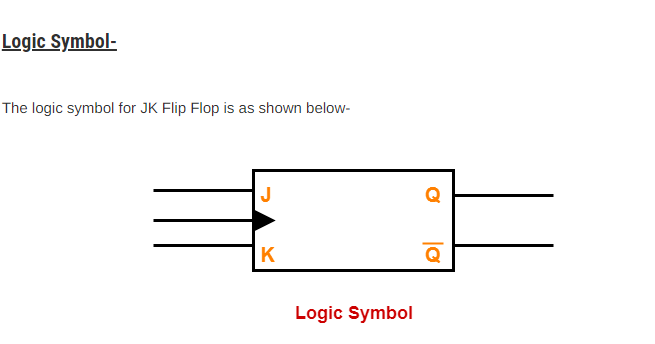 Logic Symbol-
The logic symbol for JK Flip Flop is as shown below-
J Q
K Q̅
Logic Symbol